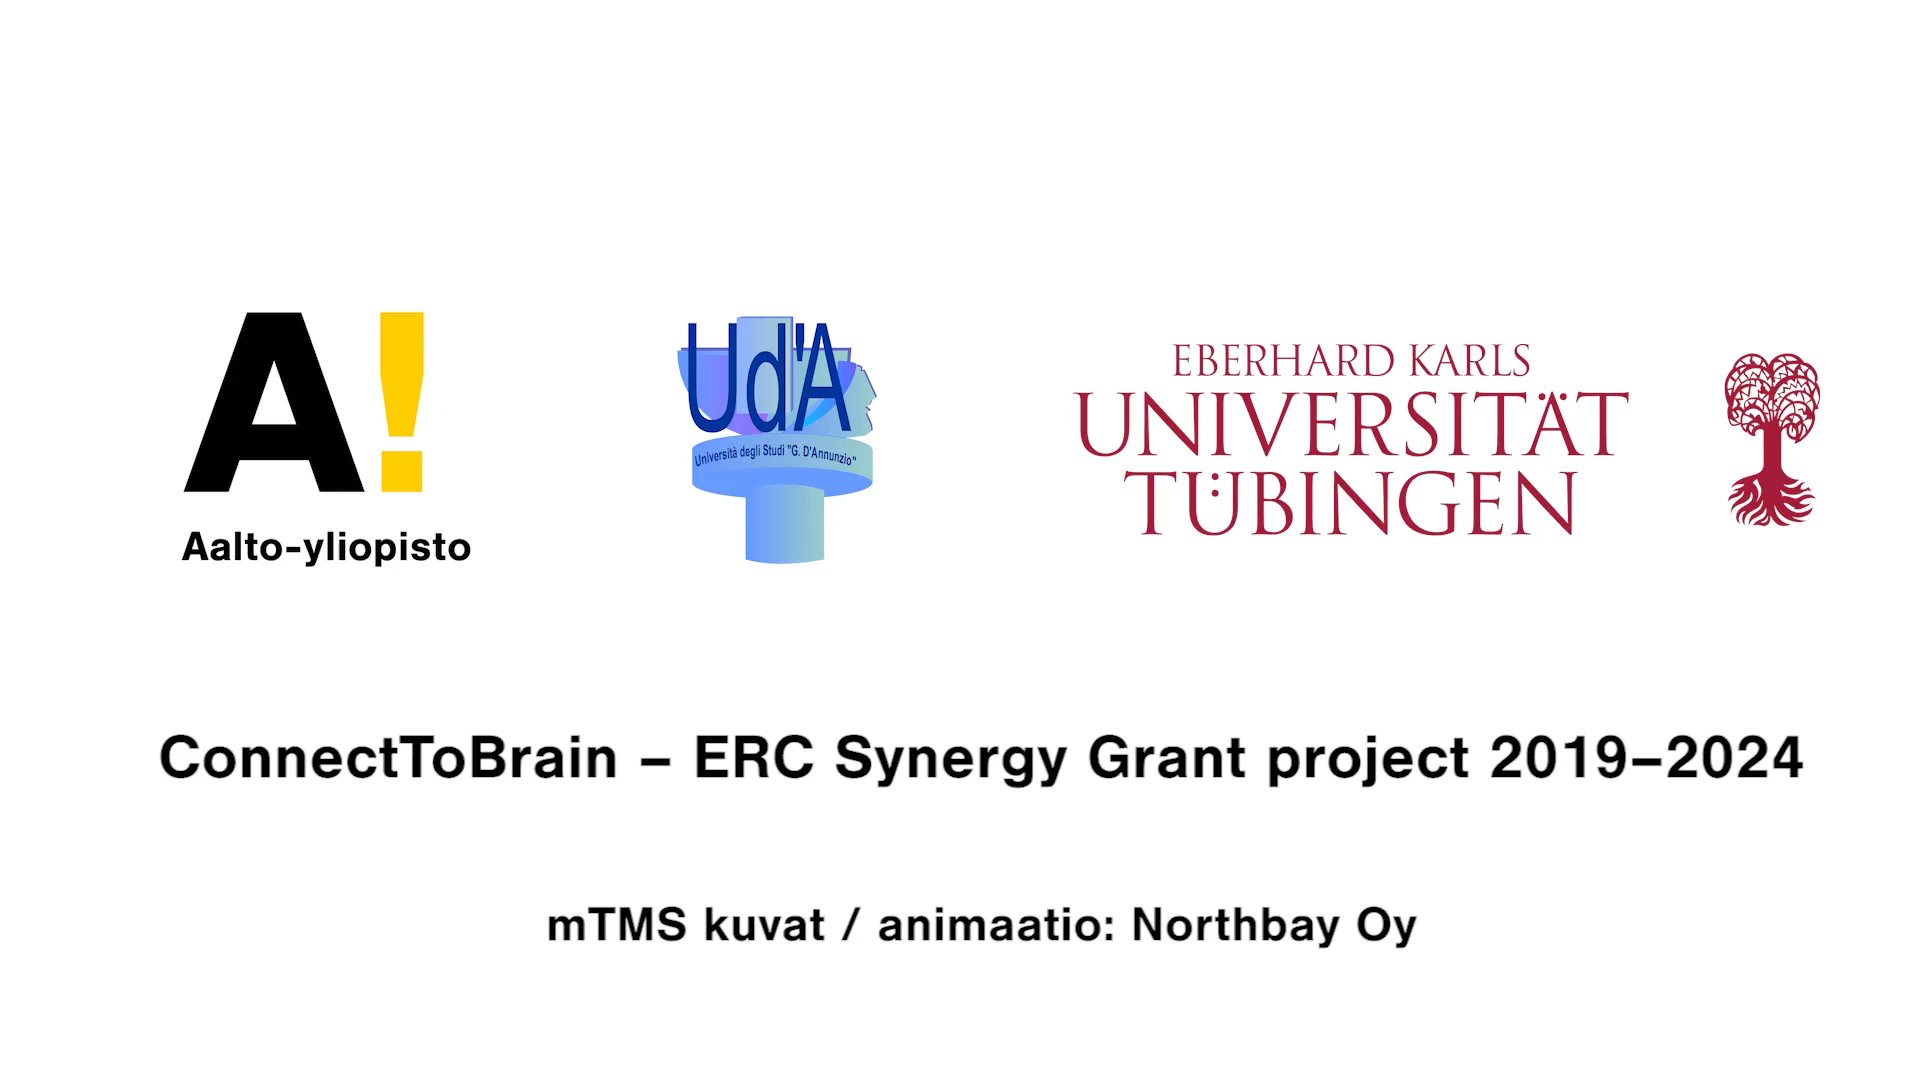 A!
Aalto-yliopisto
Ud'A
Università degli Studi "G. D'Annunzio"
EBERHARD KARLS
UNIVERSITÄT
TÜBINGEN
ConnectToBrain – ERC Synergy Grant project 2019–2024
mTMS kuvat / animaatio: Northbay Oy